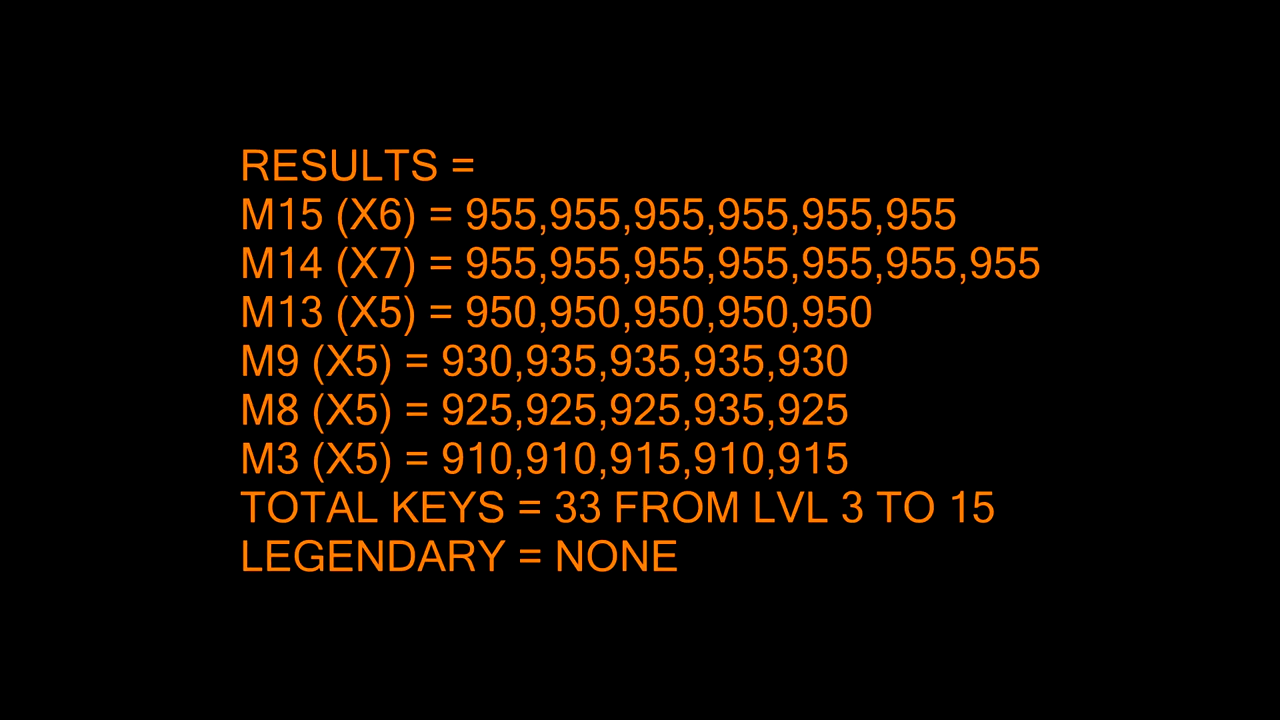 RESULTS =
M15 (X6) = 955,955,955,955,955,955
M14 (X7) = 955,955,955,955,955,955,955
M13 (X5) = 950,950,950,950,950
M9 (X5) = 930,935,935,935,930
M8 (X5) = 925,925,925,935,925
M3 (X5) = 910,910,915,910,915
TOTAL KEYS = 33 FROM LVL 3 TO 15
LEGENDARY = NONE